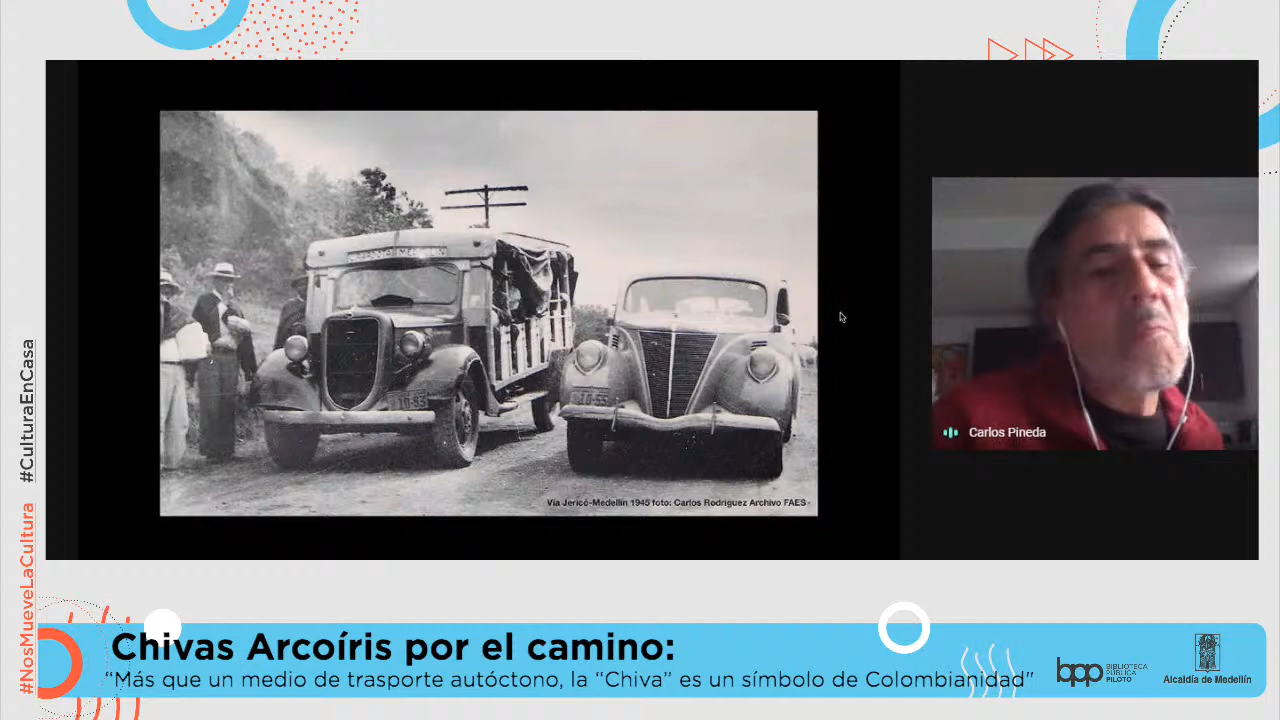 #CulturaEnCasa
#NosMueveLaCultura
Vía Jericó-Medellín 1945 foto: Carlos Rodriguez Archivo FAES-
Carlos Pineda
Chivas Arcoíris por el camino:
“Más que un medio de trasporte autóctono, la “Chiva” es un símbolo de Colombianidad”
bpp BIBLIOTECA
PÚBLICA
PILOTO
Alcaldía de Medellín